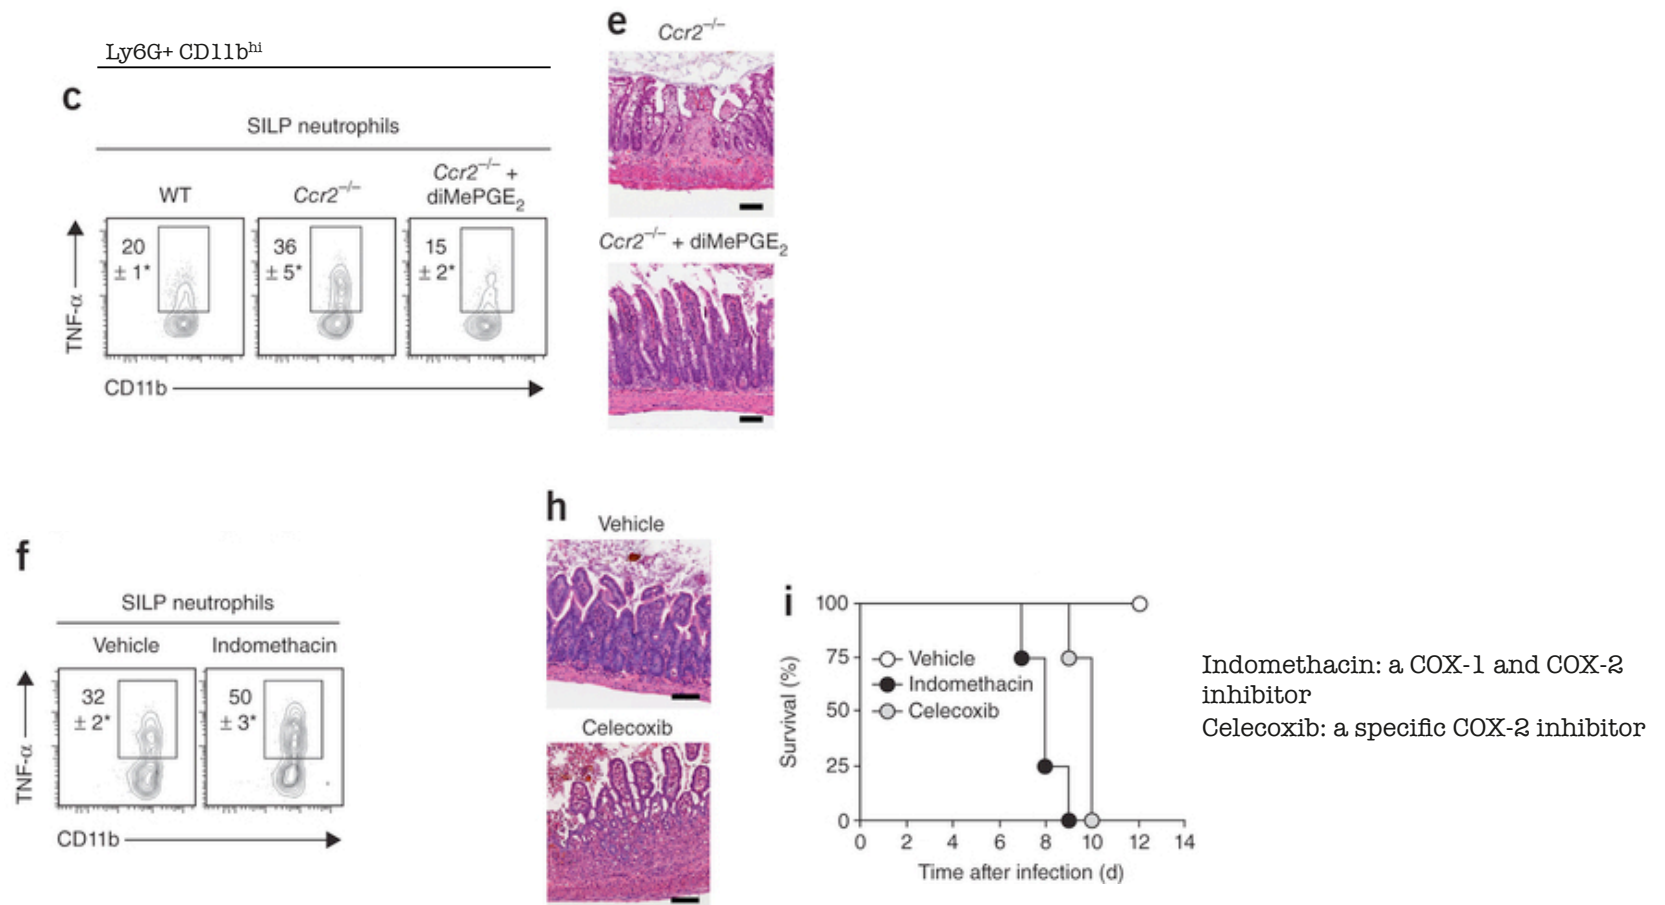 Ly6G+ CD11bhi
c
SILP neutrophils
WT
Ccr2–/–
Ccr2–/– +
diMePGE2
TNF-α
20
± 1*
36
± 5*
15
± 2*
CD11b
e
Ccr2–/–
Ccr2–/– + diMePGE2
f
SILP neutrophils
Vehicle
Indomethacin
TNF-α
32
± 2*
50
± 3*
CD11b
h
Vehicle
Celecoxib
i
Survival (%)
100
75
50
25
0
Vehicle
Indomethacin
Celecoxib
0 2 4 6 8 10 12 14
Time after infection (d)
Indomethacin: a COX-1 and COX-2
inhibitor
Celecoxib: a specific COX-2 inhibitor